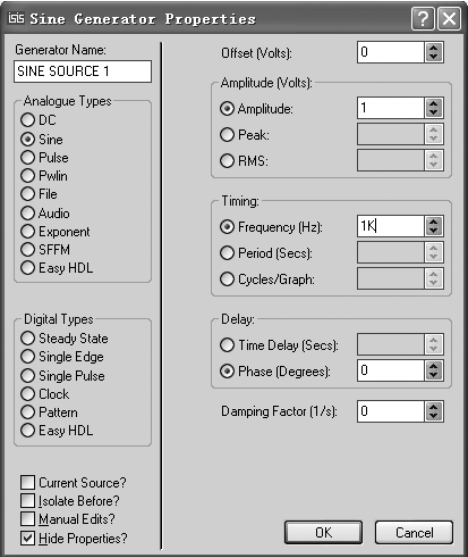 isis Sine Generator Properties
Generator Name:
SINE SOURCE 1
Analogue Types
DC
Sine
Pulse
Pwlin
File
Audio
Exponent
SFFM
Easy HDL
Digital Types
Steady State
Single Edge
Single Pulse
Clock
Pattern
Easy HDL
Current Source?
Isolate Before?
Manual Edits?
Hide Properties?
Offset (Volts): 0
Amplitude (Volts):
Amplitude: 1
Peak:
RMS:
Timing:
Frequency (Hz): 1K
Period (Secs):
Cycles/Graph:
Delay:
Time Delay (Secs):
Phase (Degrees): 0
Damping Factor (1/s): 0
OK Cancel